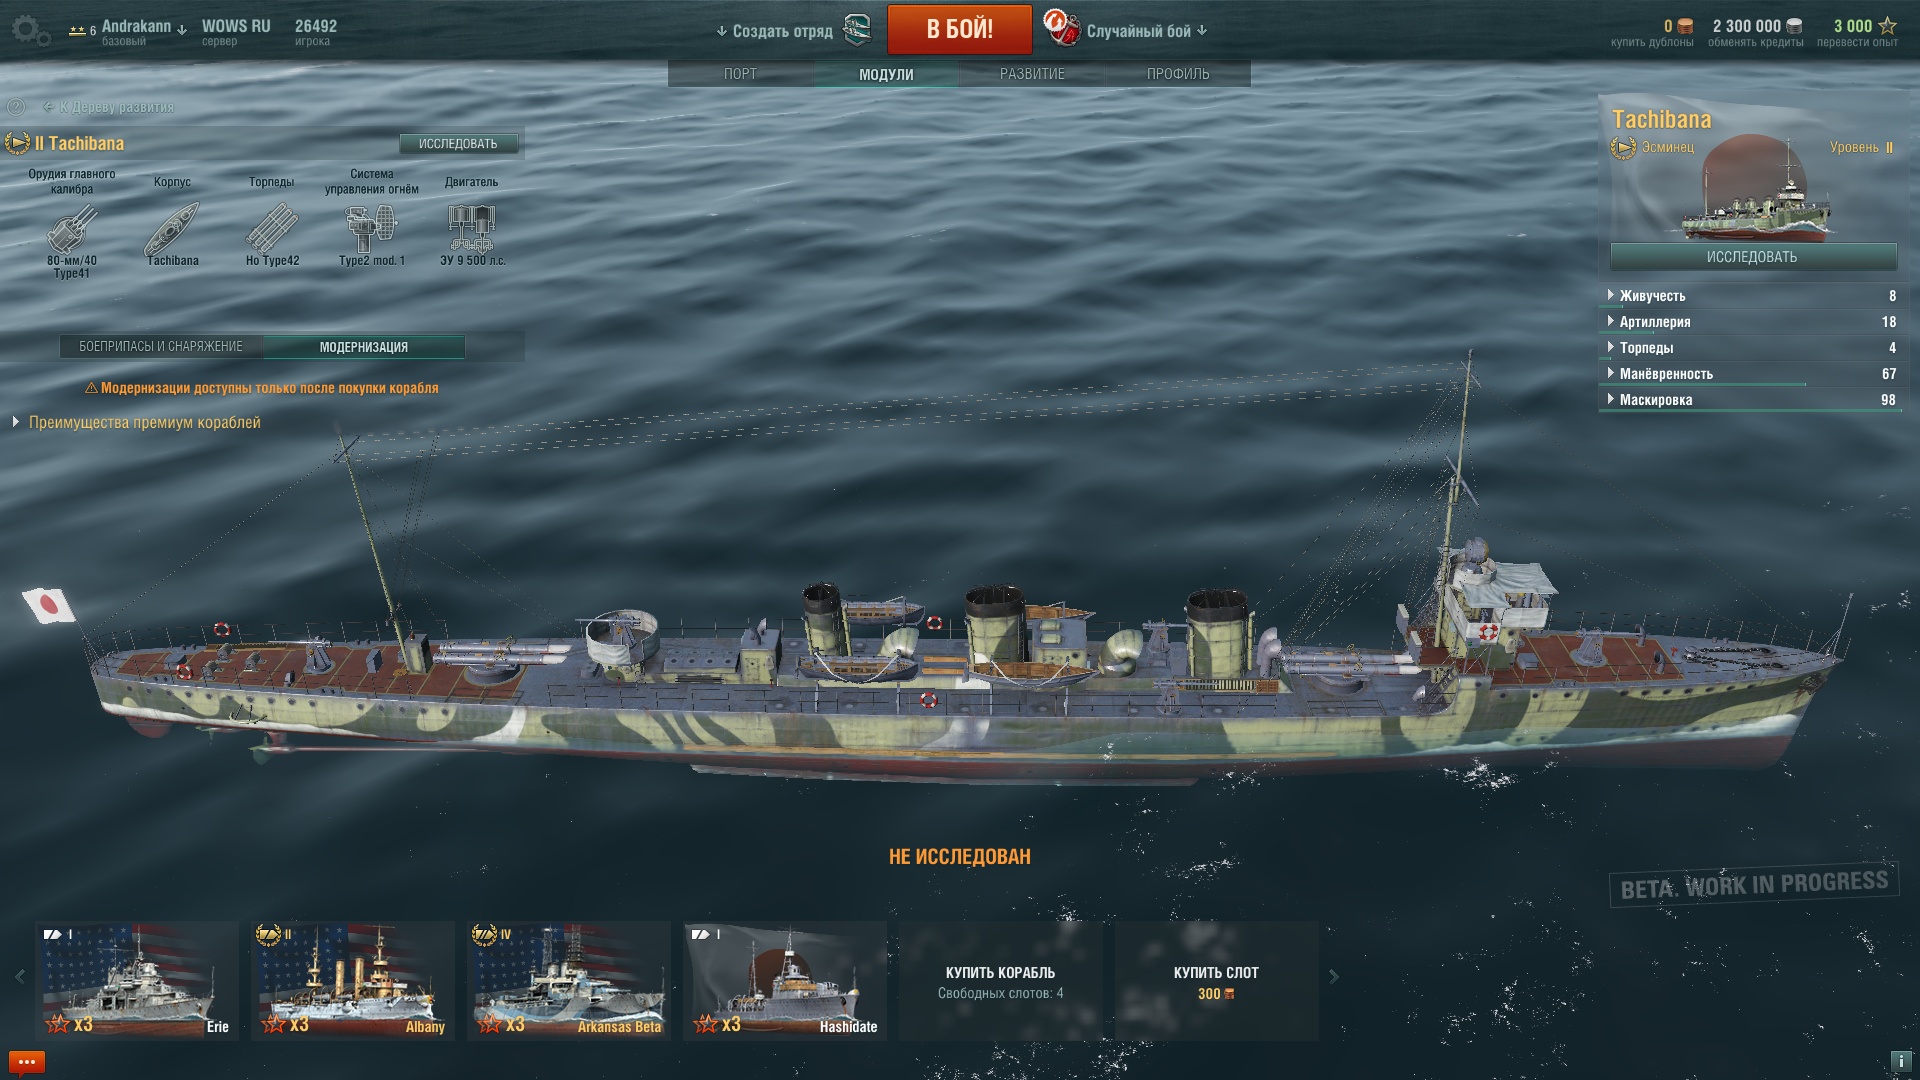 6 Andrakann
базовый
WOWS RU
сервер
26492
игрока
Создать отряд
В БОЙ!
Случайный бой
0
купить дублоны
2 300 000
обменять кредиты
3 000
перевести опыт
ПОРТ
МОДУЛИ
РАЗВИТИЕ
ПРОФИЛЬ
? К Дереву развития
II Tachibana
ИССЛЕДОВАТЬ
Орудия главного
калибра
Корпус
Торпеды
Система
управления огнём
Двигатель
80-мм/40
Type41
Tachibana
Ho Type42
Type2 mod. 1
ЭУ 9 500 л.с.
БОЕПРИПАСЫ И СНАРЯЖЕНИЕ
МОДЕРНИЗАЦИЯ
Модернизации доступны только после покупки корабля
Преимущества премиум кораблей
Tachibana
Эсминец
Уровень II
ИССЛЕДОВАТЬ
Живучесть 8
Артиллерия 18
Торпеды 4
Манёвренность 67
Маскировка 98
НЕ ИССЛЕДОВАН
BETA. WORK IN PROGRESS
I
x3
Erie
II
x3
Albany
IV
x3
Arkansas Beta
I
x3
Hashidate
КУПИТЬ КОРАБЛЬ
Свободных слотов: 4
КУПИТЬ СЛОТ
300
i